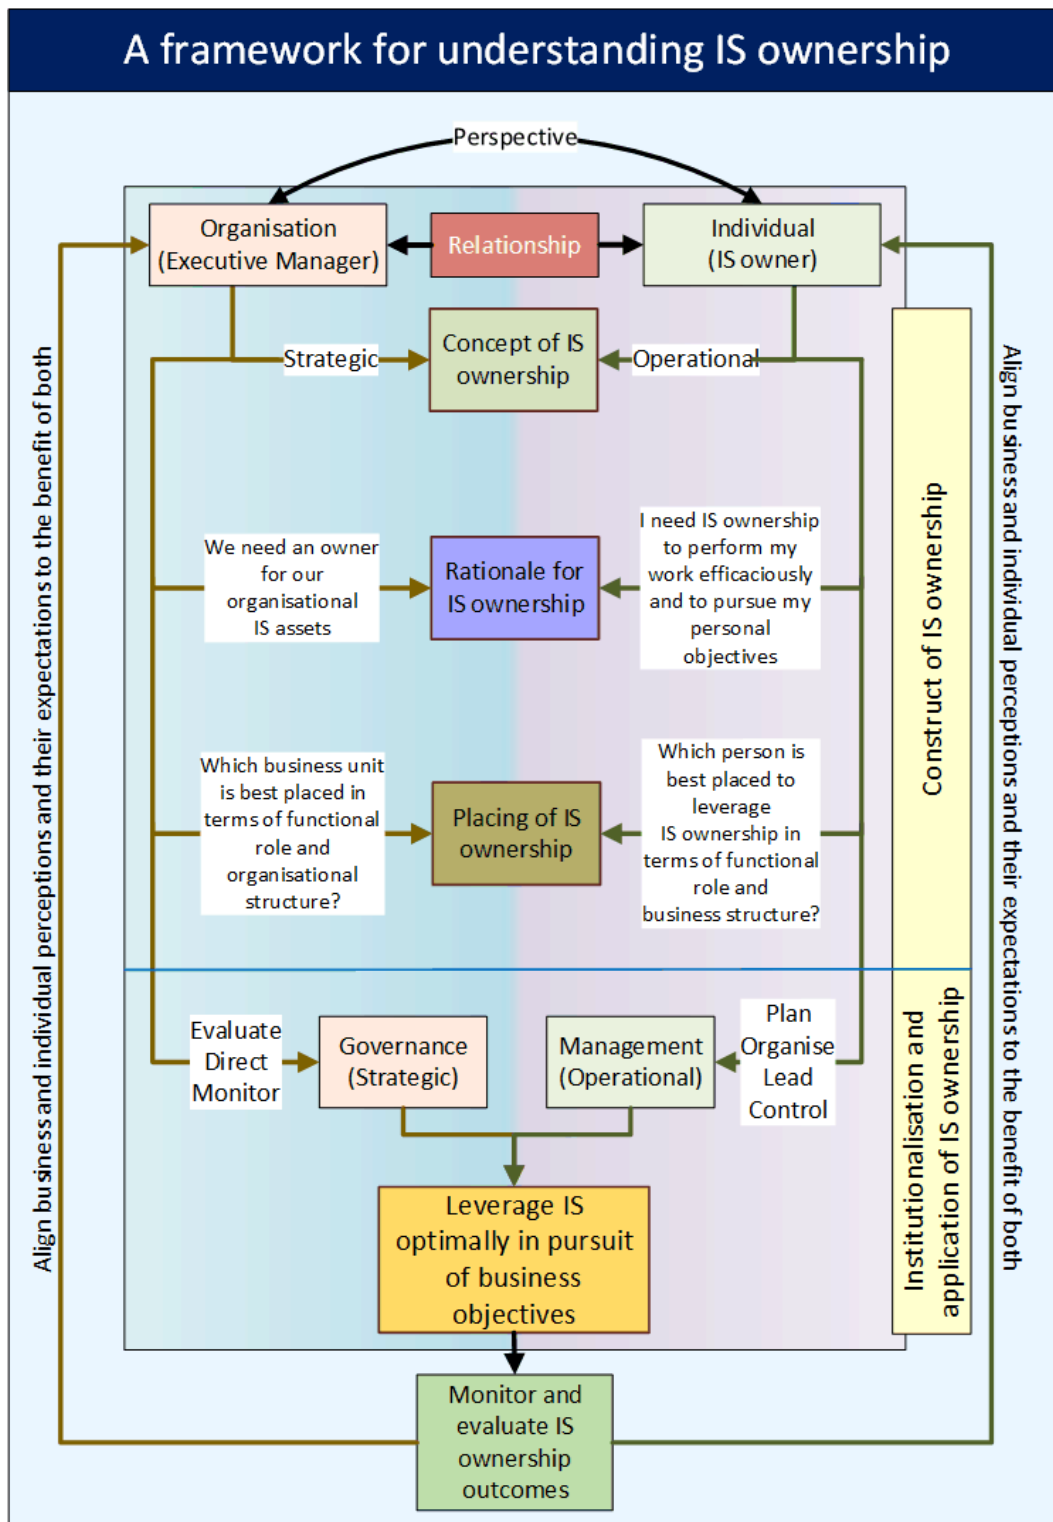 A framework for understanding IS ownership
Perspective
Organisation
(Executive Manager)
Relationship
Individual
(IS owner)
Strategic
Concept of IS
ownership
Operational
We need an owner
for our
organisational
IS assets
Rationale for
IS ownership
I need IS ownership
to perform my
work efficaciously
and to pursue my
personal
objectives
Which business unit
is best placed in
terms of functional
role and
organisational
structure?
Placing of IS
ownership
Which person is
best placed to
leverage
IS ownership in
terms of functional
role and
business structure?
Construct of IS ownership
Evaluate
Direct
Monitor
Governance
(Strategic)
Management
(Operational)
Plan
Organise
Lead
Control
Institutionalisation and
application of IS ownership
Leverage IS
optimally in pursuit
of business
objectives
Monitor and
evaluate IS
ownership
outcomes
Align business and individual perceptions and their expectations to the benefit of both
Align business and individual perceptions and their expectations to the benefit of both